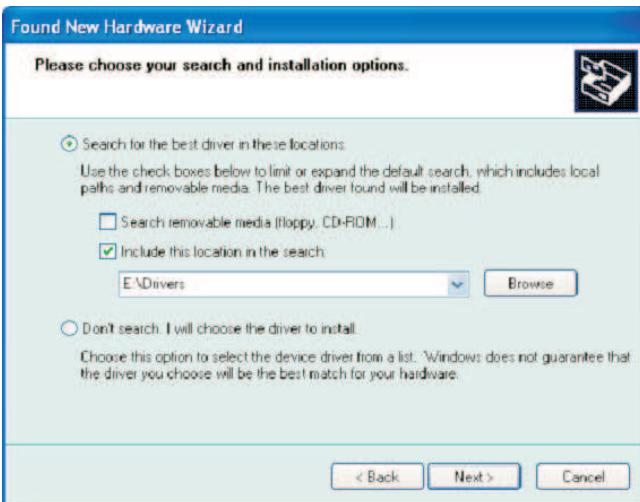 Found New Hardware Wizard
Please choose your search and installation options.
Search for the best driver in these locations.
Use the check boxes below to limit or expand the default search, which includes local
paths and removable media. The best driver found will be installed.
Search removable media (floppy, CD-ROM...)
Include this location in the search:
E:\Drivers
Browse
Don't search. I will choose the driver to install.
Choose this option to select the device driver from a list. Windows does not guarantee that
the driver you choose will be the best match for your hardware.
< Back
Next >
Cancel